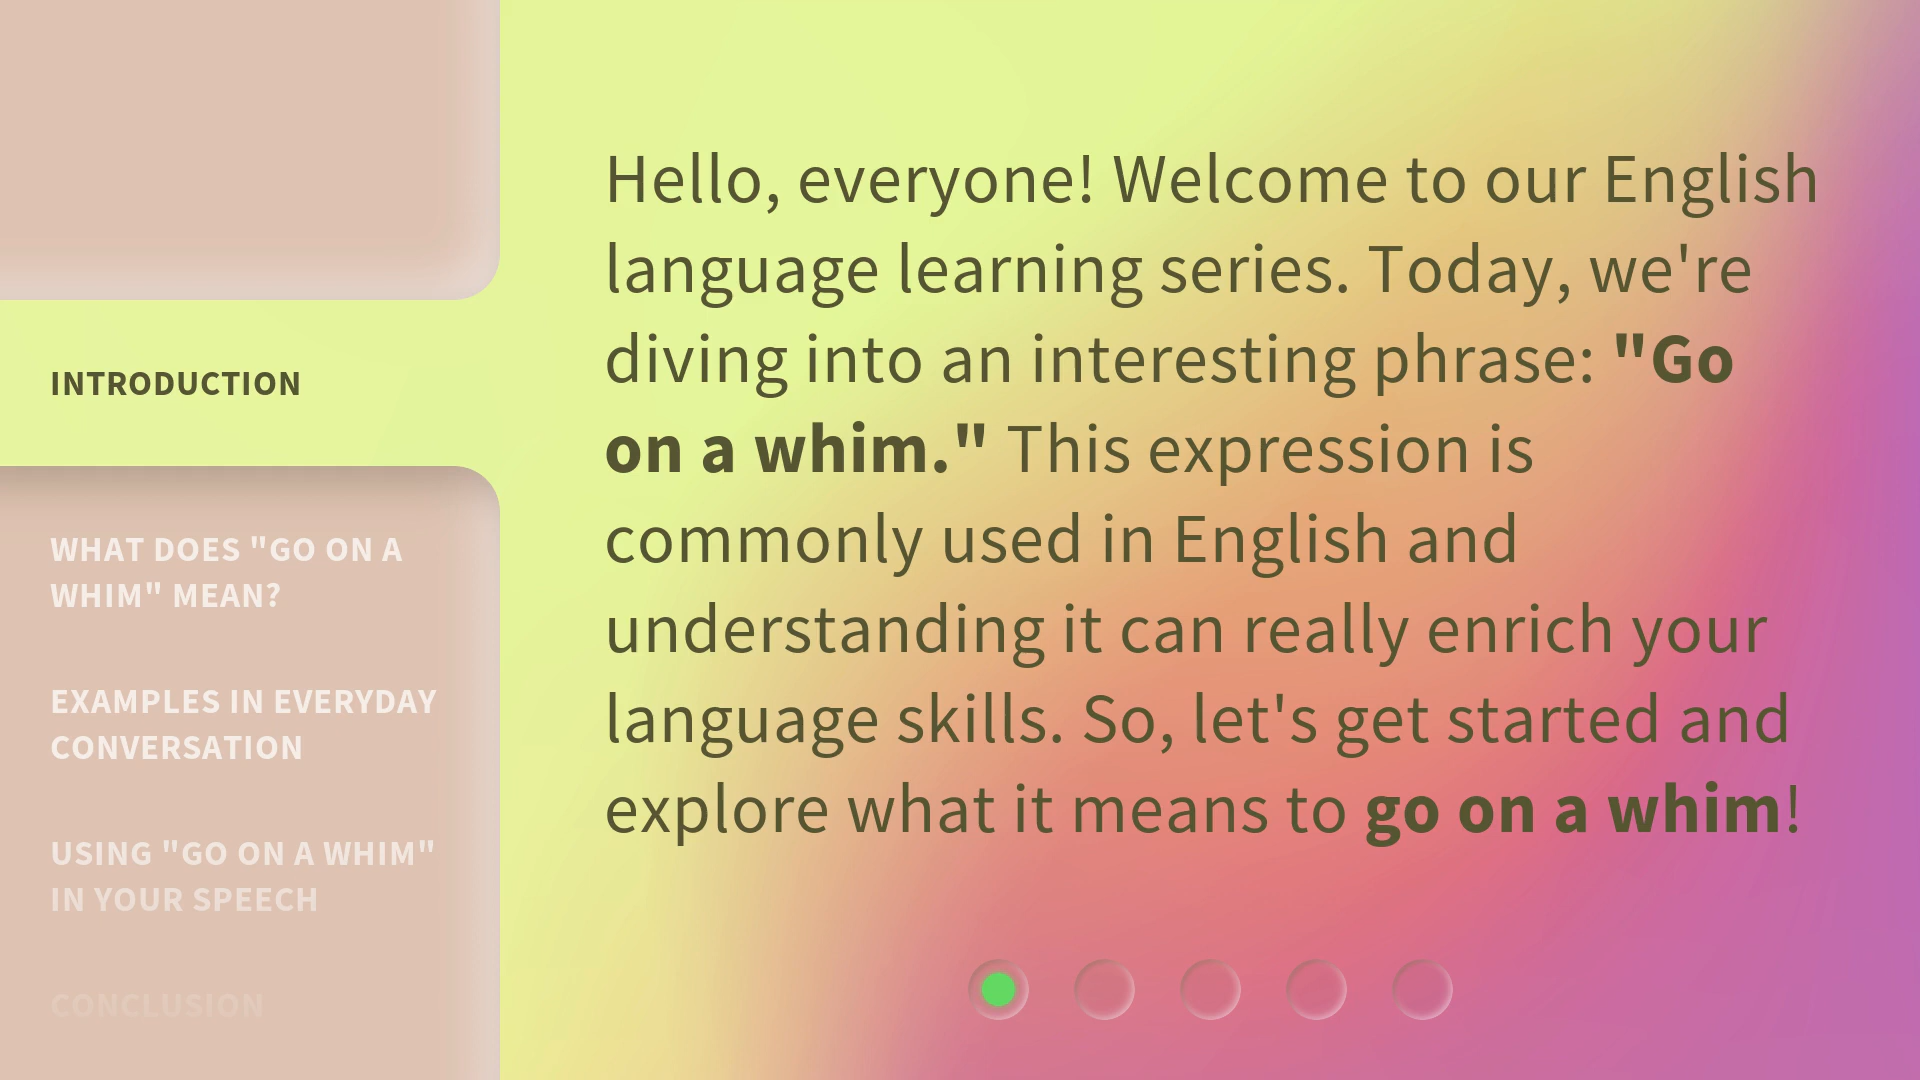 INTRODUCTION
WHAT DOES "GO ON A
WHIM" MEAN?
EXAMPLES IN EVERYDAY
CONVERSATION
USING "GO ON A WHIM"
IN YOUR SPEECH
CONCLUSION
Hello, everyone! Welcome to our English
language learning series. Today, we're
diving into an interesting phrase: "Go
on a whim." This expression is
commonly used in English and
understanding it can really enrich your
language skills. So, let's get started and
explore what it means to go on a whim!